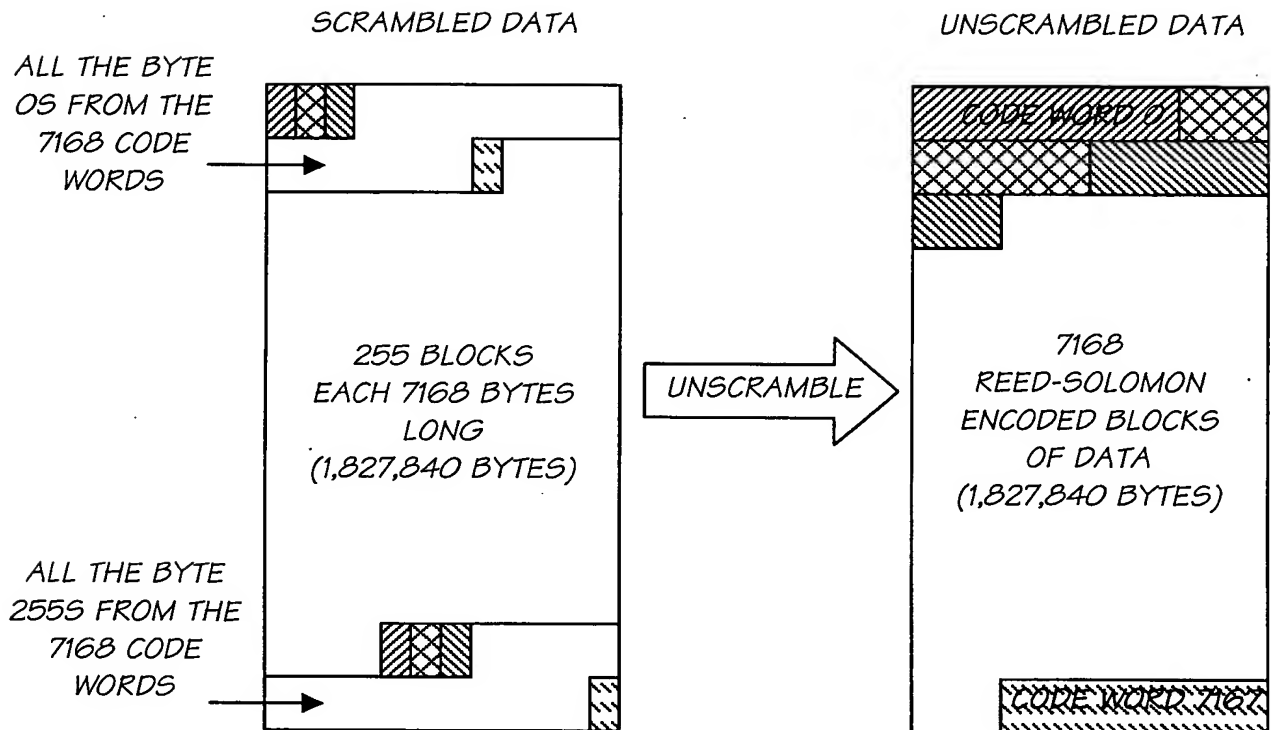 SCRAMBLED DATA
UNSCRAMBLED DATA
ALL THE BYTE
0S FROM THE
7168 CODE
WORDS
CODE WORD 0
255 BLOCKS
EACH 7168 BYTES
LONG
(1,827,840 BYTES)
UNSCRAMBLE
7168
REED-SOLOMON
ENCODED BLOCKS
OF DATA
(1,827,840 BYTES)
ALL THE BYTE
255S FROM THE
7168 CODE
WORDS
CODE WORD 7167